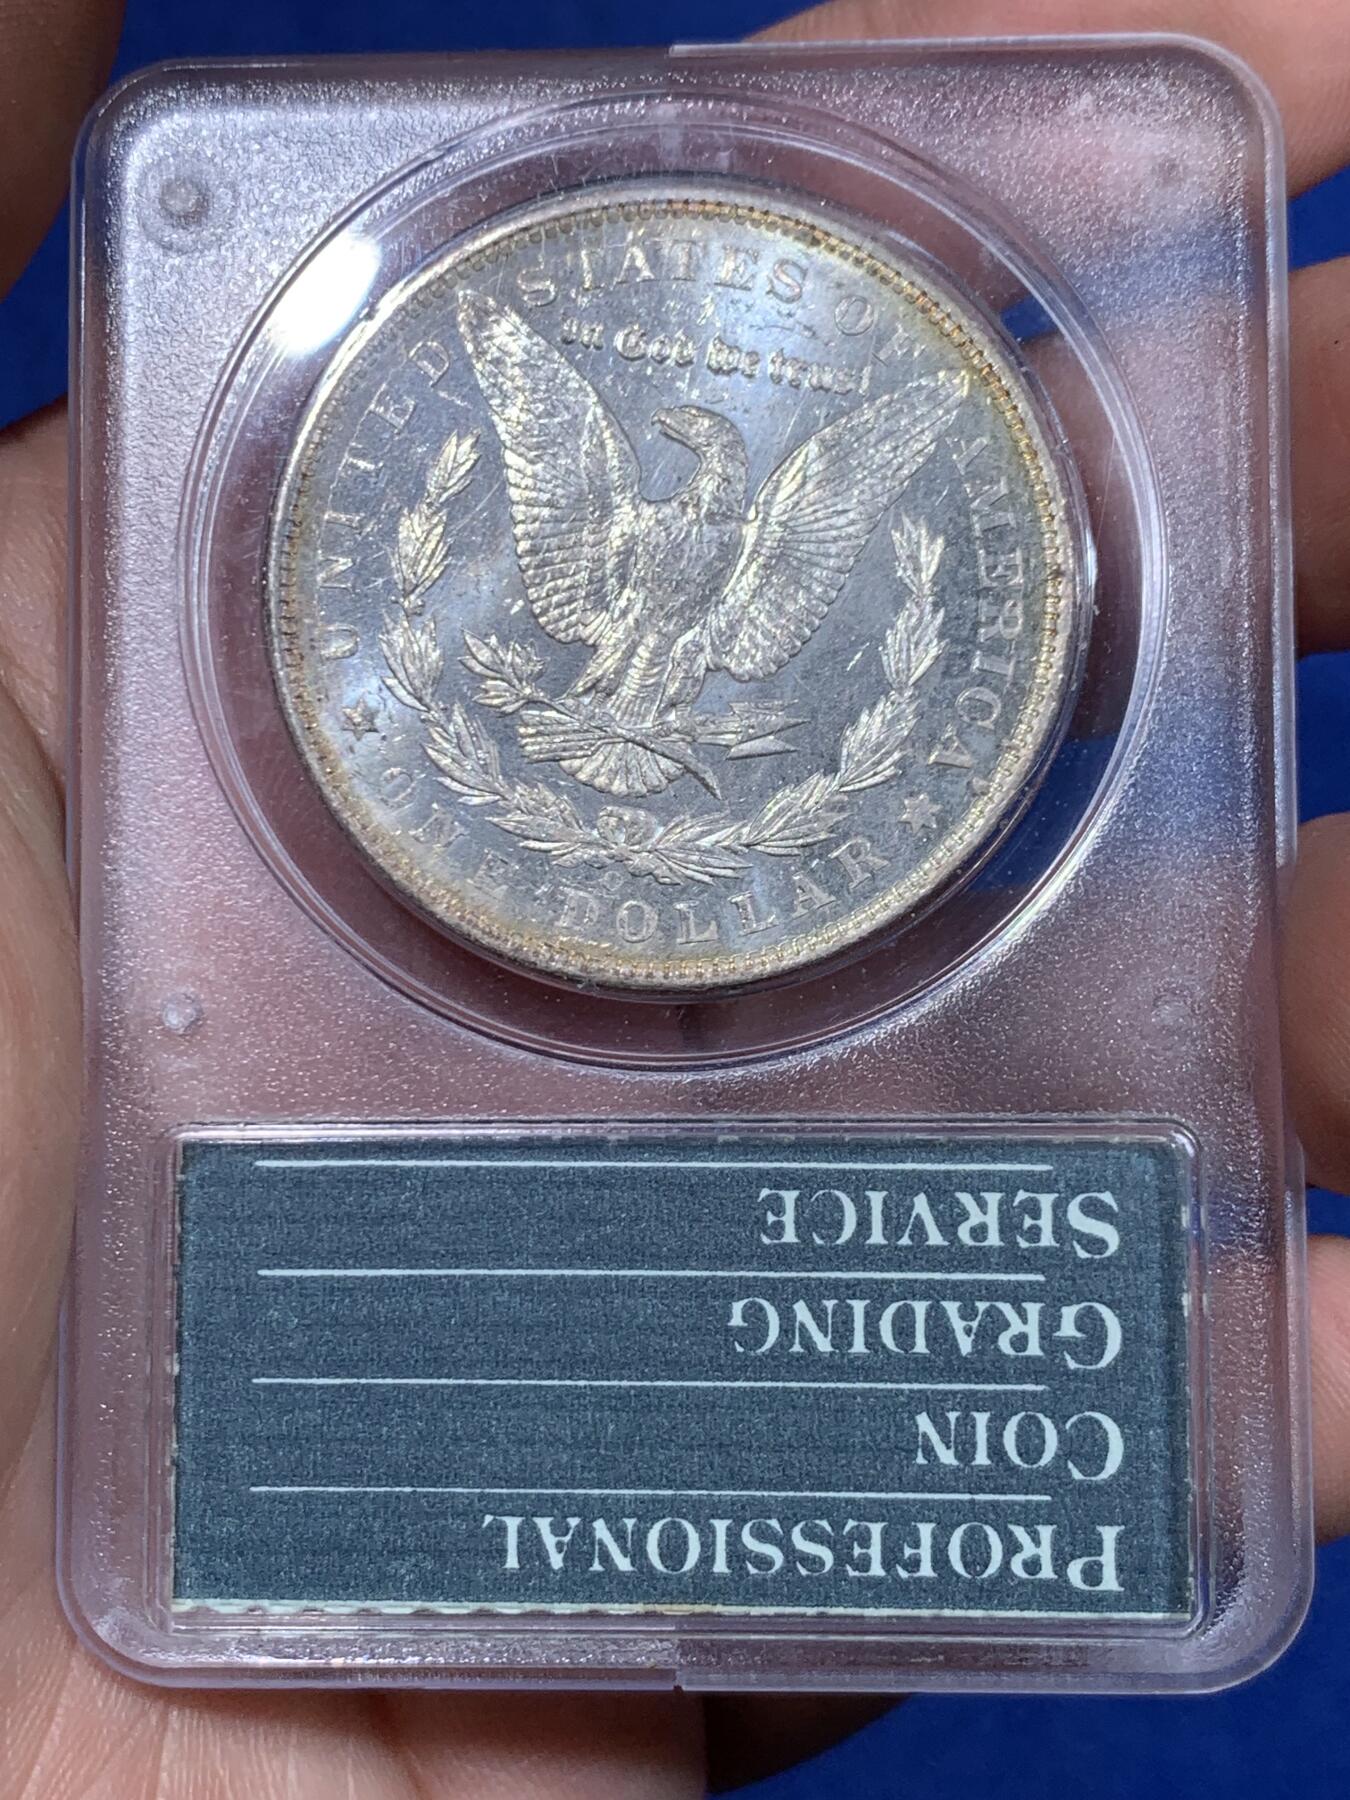 UNITED STATES OF AMERICA
In God we trust
ONE DOLLAR
O
PROFESSIONAL
COIN
GRADING
SERVICE